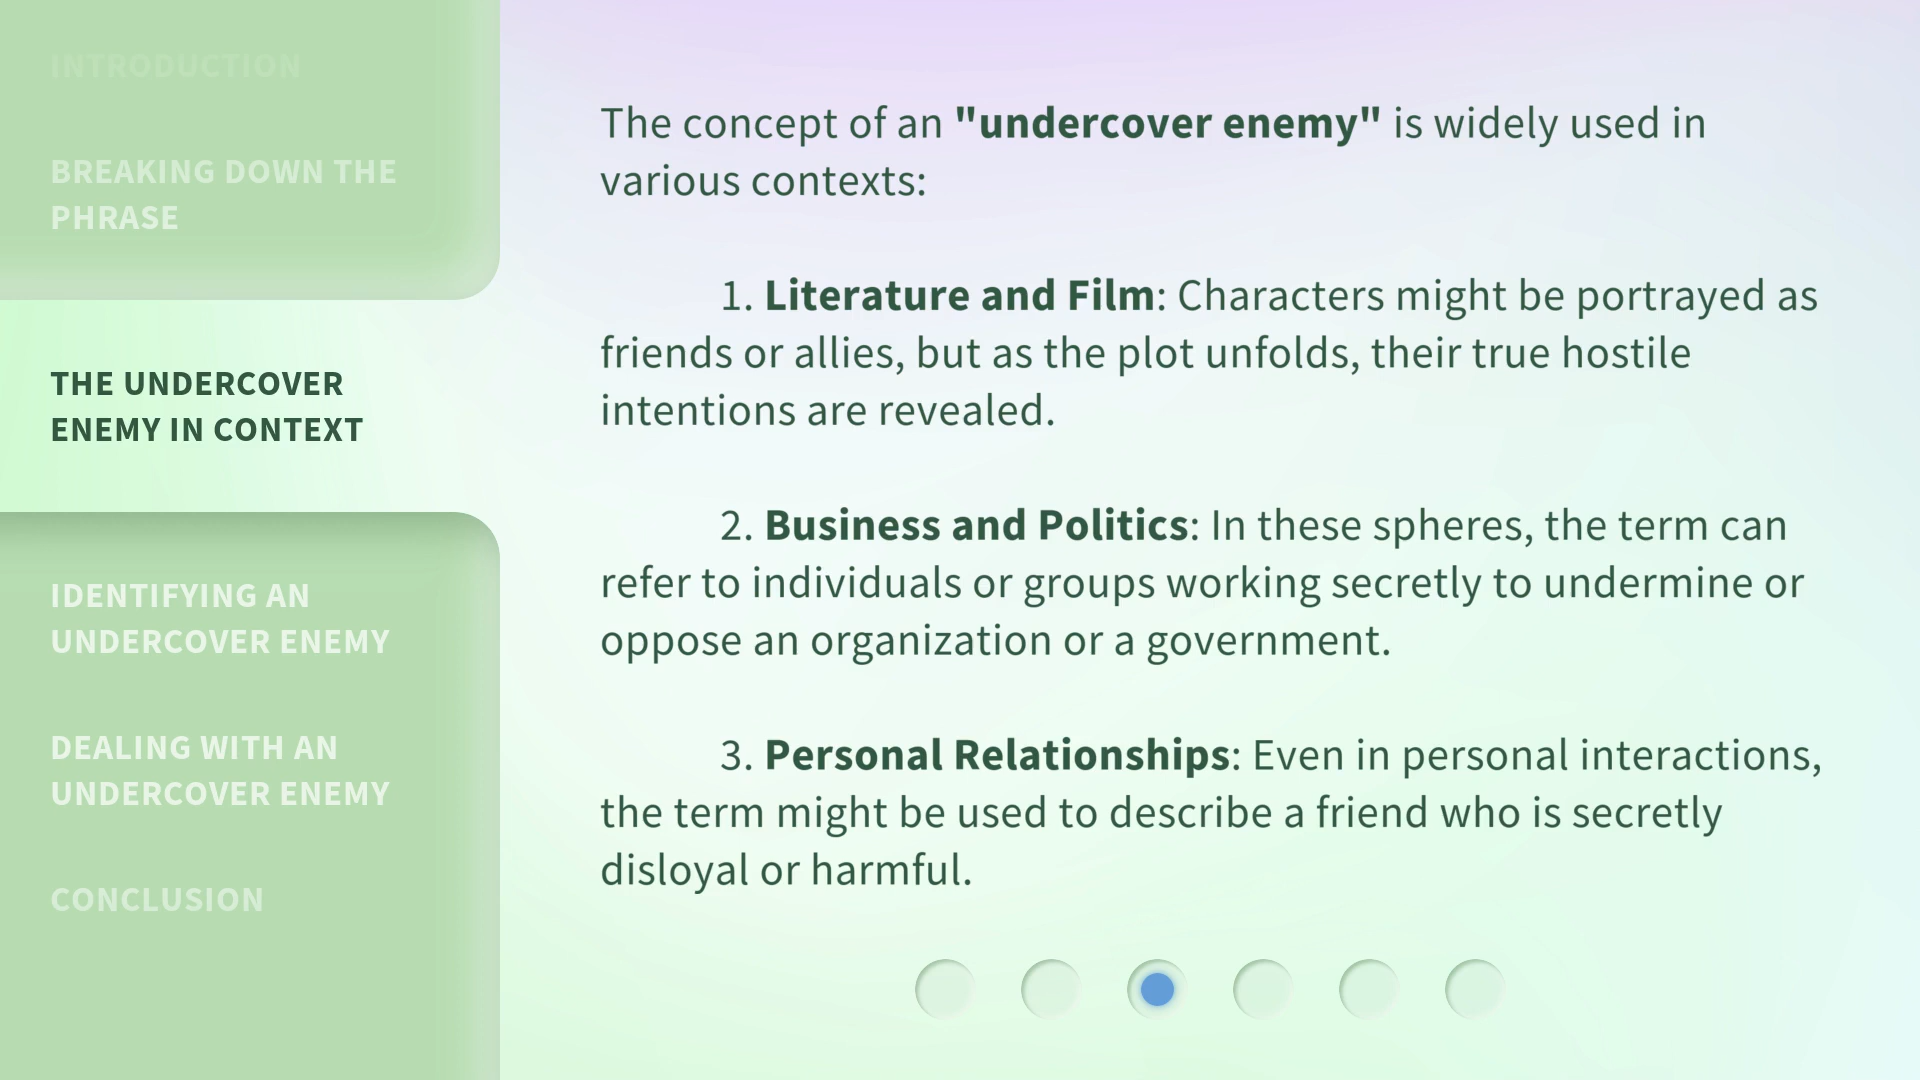 INTRODUCTION
BREAKING DOWN THE
PHRASE
THE UNDERCOVER
ENEMY IN CONTEXT
IDENTIFYING AN
UNDERCOVER ENEMY
DEALING WITH AN
UNDERCOVER ENEMY
CONCLUSION
The concept of an "undercover enemy" is widely used in
various contexts:
1. Literature and Film: Characters might be portrayed as
friends or allies, but as the plot unfolds, their true hostile
intentions are revealed.
2. Business and Politics: In these spheres, the term can
refer to individuals or groups working secretly to undermine or
oppose an organization or a government.
3. Personal Relationships: Even in personal interactions,
the term might be used to describe a friend who is secretly
disloyal or harmful.